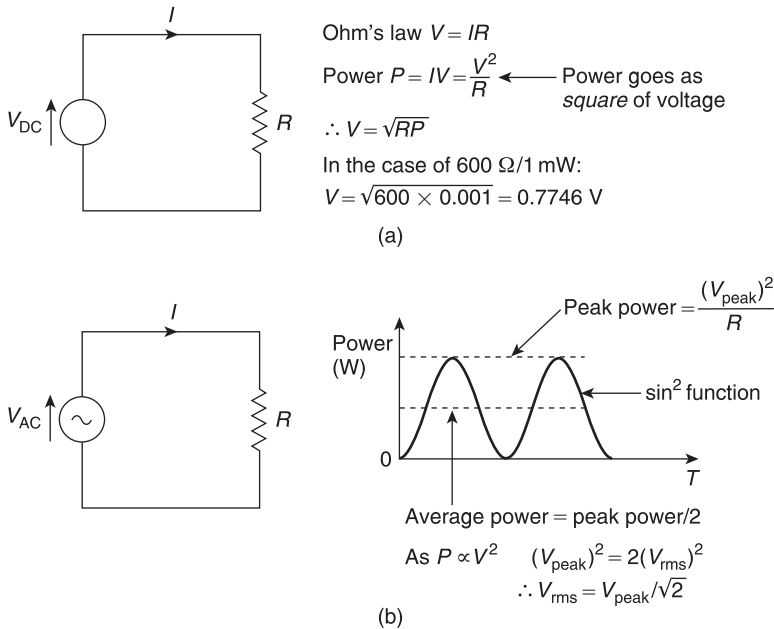 I
V_DC
R
Ohm's law V = IR
Power P = IV = V²/R
Power goes as
square of voltage
∴ V = √RP
In the case of 600 Ω/1 mW:
V = √600 × 0.001 = 0.7746 V
(a)
I
V_AC
R
Power
(W)
0
T
Peak power = (V_peak)²/R
sin² function
Average power = peak power/2
As P ∝ V² (V_peak)² = 2(V_rms)²
∴ V_rms = V_peak/√2
(b)